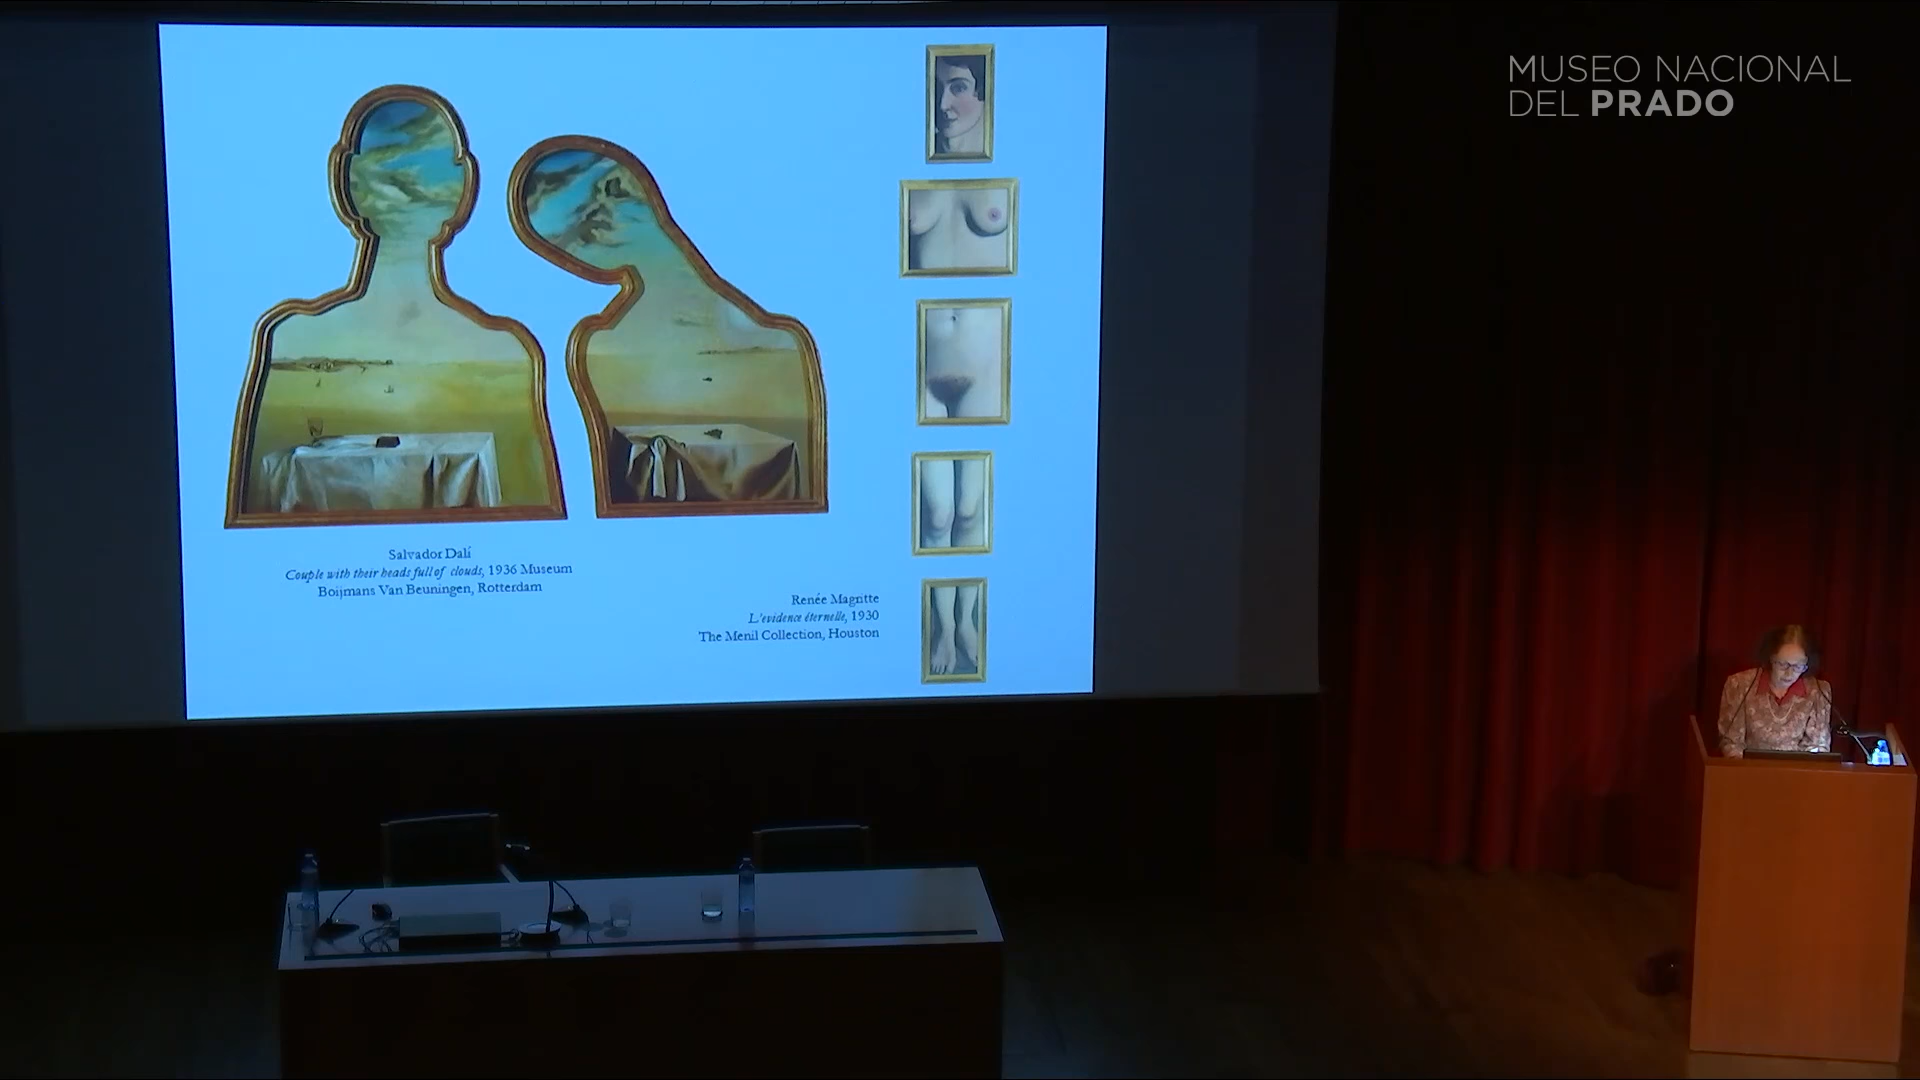 MUSEO NACIONAL
DEL PRADO
Salvador Dalí
Couple with their heads full of clouds, 1936 Museum
Boijmans Van Beuningen, Rotterdam
Renée Magritte
L'evidence éternelle, 1930
The Menil Collection, Houston